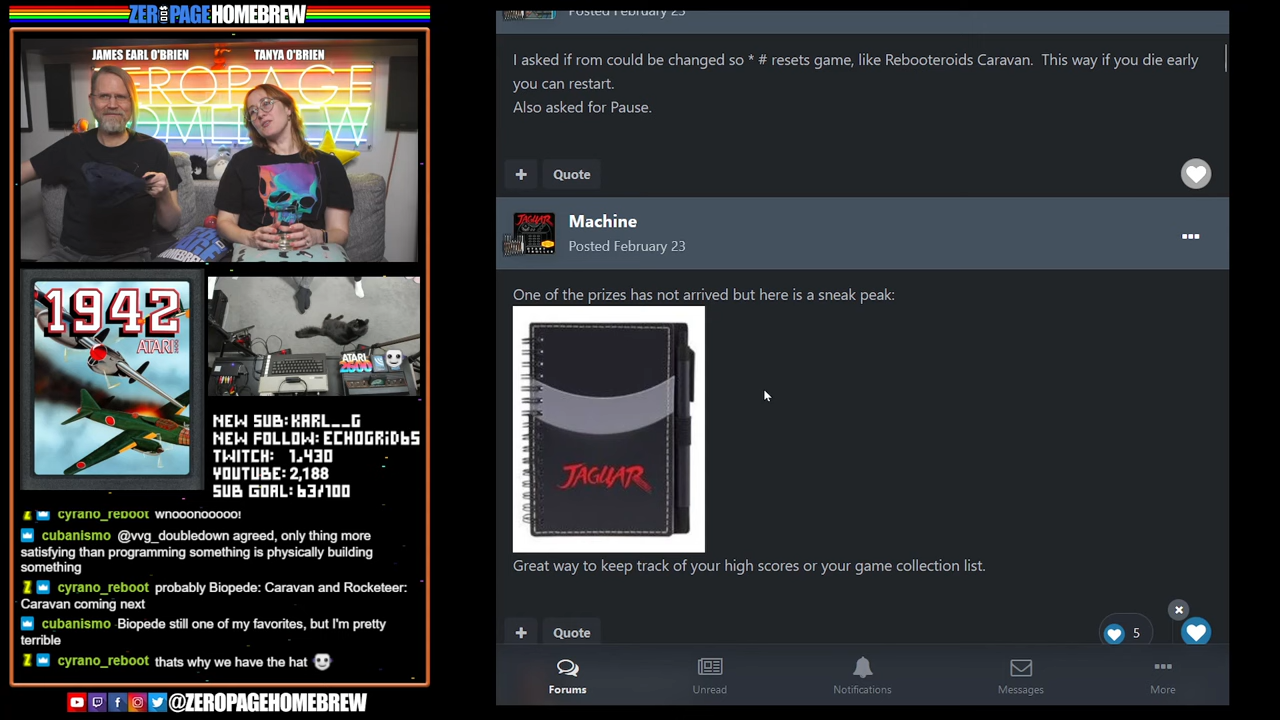 ZEROPAGEHOMEBREW
JAMES EARL O'BRIEN
TANYA O'BRIEN
1942
ATARI
ATARI
2600
NEW SUB: KARL__G
NEW FOLLOW: ECHOGRID65
TWITCH: 1,430
YOUTUBE: 2,188
SUB GOAL: 63/100
cyrano_reboot whooohooooo!
cubanismo @vvg_doubledown agreed, only thing more
satisfying than programming something is physically building
something
cyrano_reboot probably Biopede: Caravan and Rocketeer:
Caravan coming next
cubanismo Biopede still one of my favorites, but I'm pretty
terrible
cyrano_reboot thats why we have the hat
@ZEROPAGEHOMEBREW
Posted February 23
I asked if rom could be changed so * # resets game, like Rebooteroids Caravan. This way if you die early
you can restart.
Also asked for Pause.
+ Quote
JAGUAR
Machine
Posted February 23
One of the prizes has not arrived but here is a sneak peak:
JAGUAR
Great way to keep track of your high scores or your game collection list.
+ Quote
5
Forums
Unread
Notifications
Messages
More